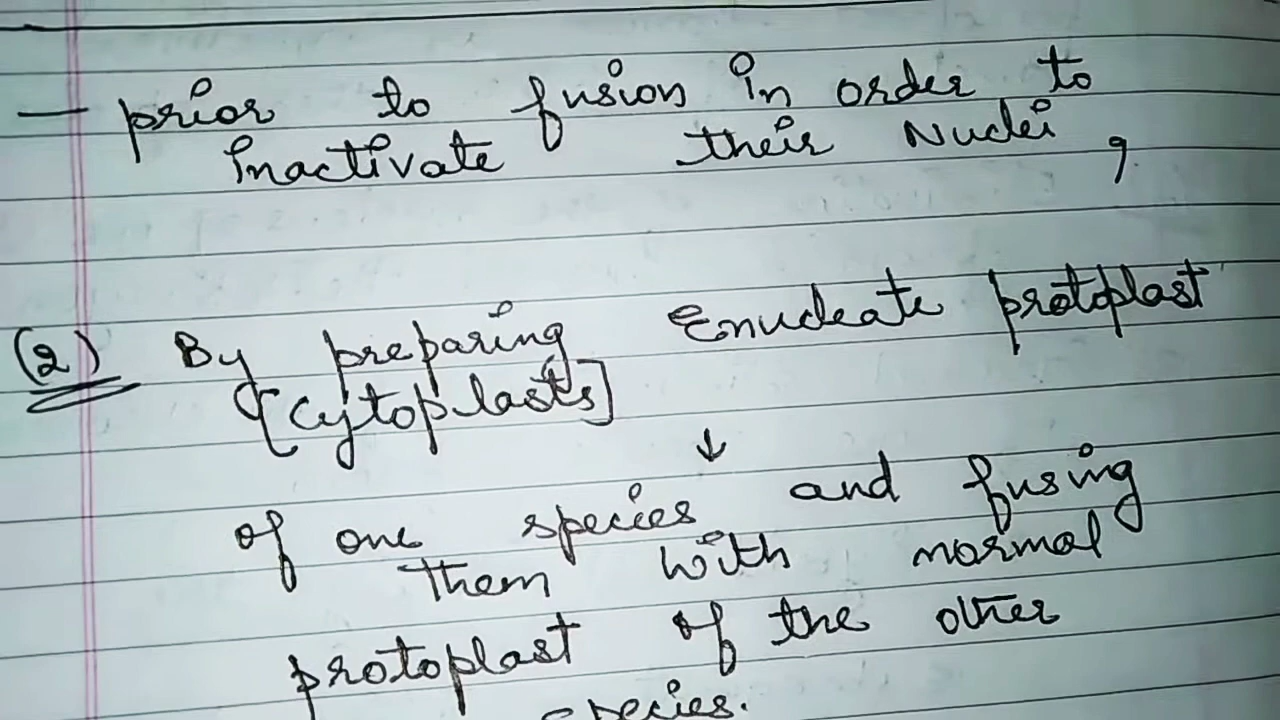 — prior to fusion in order to
inactivate their Nuclei,
(2) By preparing Enucleate protoplast
[Cytoplasts]
↓
of one species and fusing
them with normal
protoplast of the other
species.